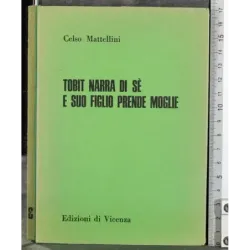 Celso Mattellini
TOBIT NARRA DI SÉ
E SUO FIGLIO PRENDE MOGLIE
Edizioni di Vicenza